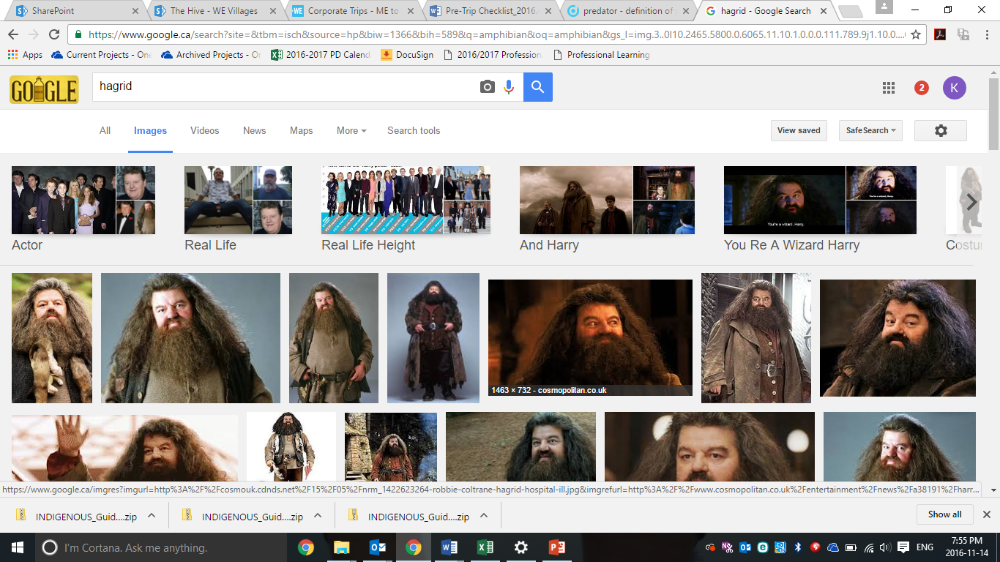 SharePoint
The Hive - WE Villages
Corporate Trips - ME to
Pre-Trip Checklist_2016.
predator - definition of
hagrid - Google Search
https://www.google.ca/search?site=&tbm=isch&source=hp&biw=1366&bih=589&q=amphibian&oq=amphibian&gs_l=img.3..0l10.2465.5800.0.6065.11.10.1.0.0.0.111.789.9j1.10.0....
Apps
Current Projects - One
Archived Projects - On
2016-2017 PD Calend
DocuSign
2016/2017 Profession
Professional Learning
GOOGLE
hagrid
2
K
All
Images
Videos
News
Maps
More
Search tools
View saved
SafeSearch
You're a wizard, Harry.
Actor
Real Life
Real Life Height
And Harry
You Re A Wizard Harry
Costu
1463 × 732 - cosmopolitan.co.uk
https://www.google.ca/imgres?imgurl=http%3A%2F%2Fcosmouk.cdnds.net%2F15%2F05%2Fnrm_1422623264-robbie-coltrane-hagrid-hospital-ill.jpg&imgrefurl=http%3A%2F%2Fwww.cosmopolitan.co.uk%2Fentertainment%2Fnews%2Fa38191%2Fharr...
INDIGENOUS_Guid....zip
INDIGENOUS_Guid....zip
INDIGENOUS_Guid....zip
Show all
I'm Cortana. Ask me anything.
ENG
7:55 PM
2016-11-14